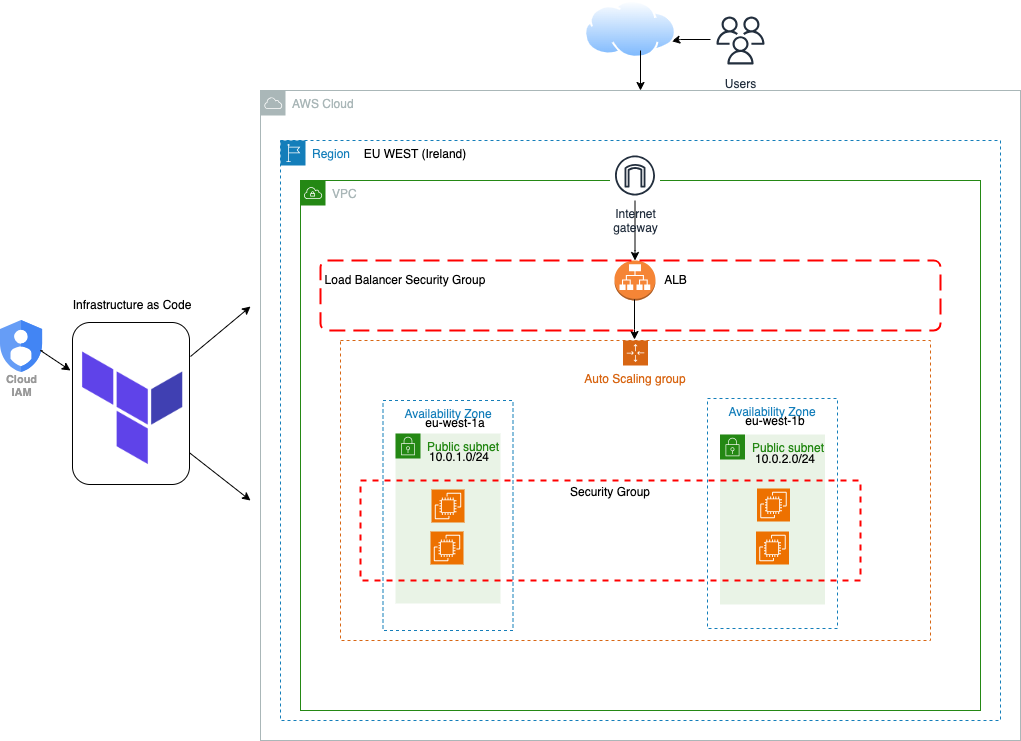 Users
AWS Cloud
Region
EU WEST (Ireland)
VPC
Internet
gateway
Load Balancer Security Group
ALB
Infrastructure as Code
Cloud
IAM
Auto Scaling group
Availability Zone
eu-west-1a
Public subnet
10.0.1.0/24
Availability Zone
eu-west-1b
Public subnet
10.0.2.0/24
Security Group